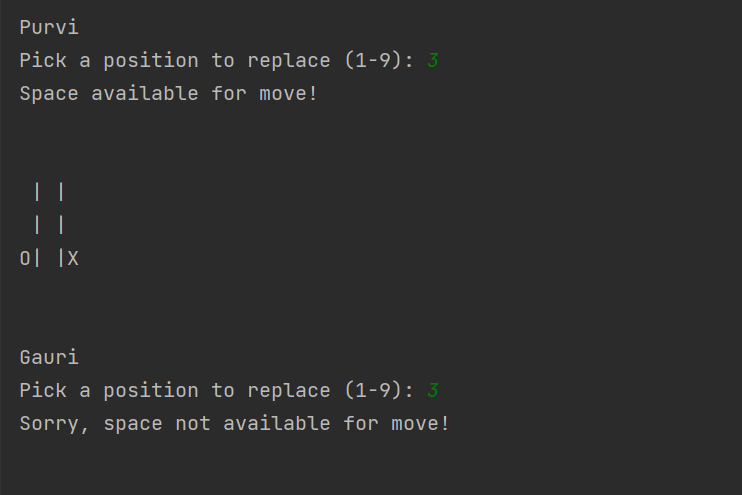 Purvi
Pick a position to replace (1-9): 3
Space available for move!
 | |
 | |
O| |X
Gauri
Pick a position to replace (1-9): 3
Sorry, space not available for move!